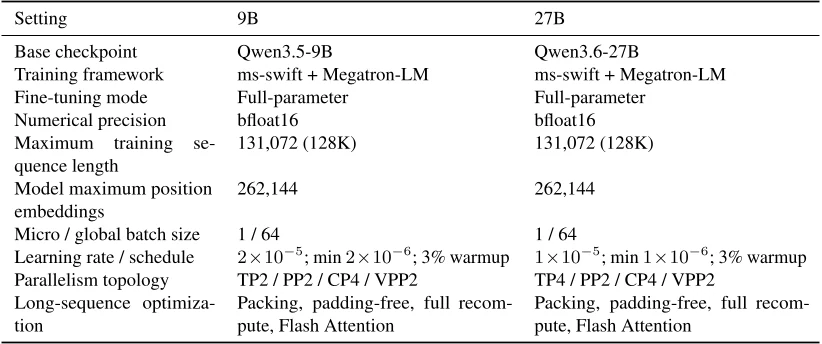 Setting 9B 27B
Base checkpoint Qwen3.5-9B Qwen3.6-27B
Training framework ms-swift + Megatron-LM ms-swift + Megatron-LM
Fine-tuning mode Full-parameter Full-parameter
Numerical precision bfloat16 bfloat16
Maximum training se- 131,072 (128K) 131,072 (128K)
quence length
Model maximum position 262,144 262,144
embeddings
Micro / global batch size 1 / 64 1 / 64
Learning rate / schedule 2×10⁻⁵; min 2×10⁻⁶; 3% warmup 1×10⁻⁵; min 1×10⁻⁶; 3% warmup
Parallelism topology TP2 / PP2 / CP4 / VPP2 TP4 / PP2 / CP4 / VPP2
Long-sequence optimiza- Packing, padding-free, full recom- Packing, padding-free, full recom-
tion pute, Flash Attention pute, Flash Attention